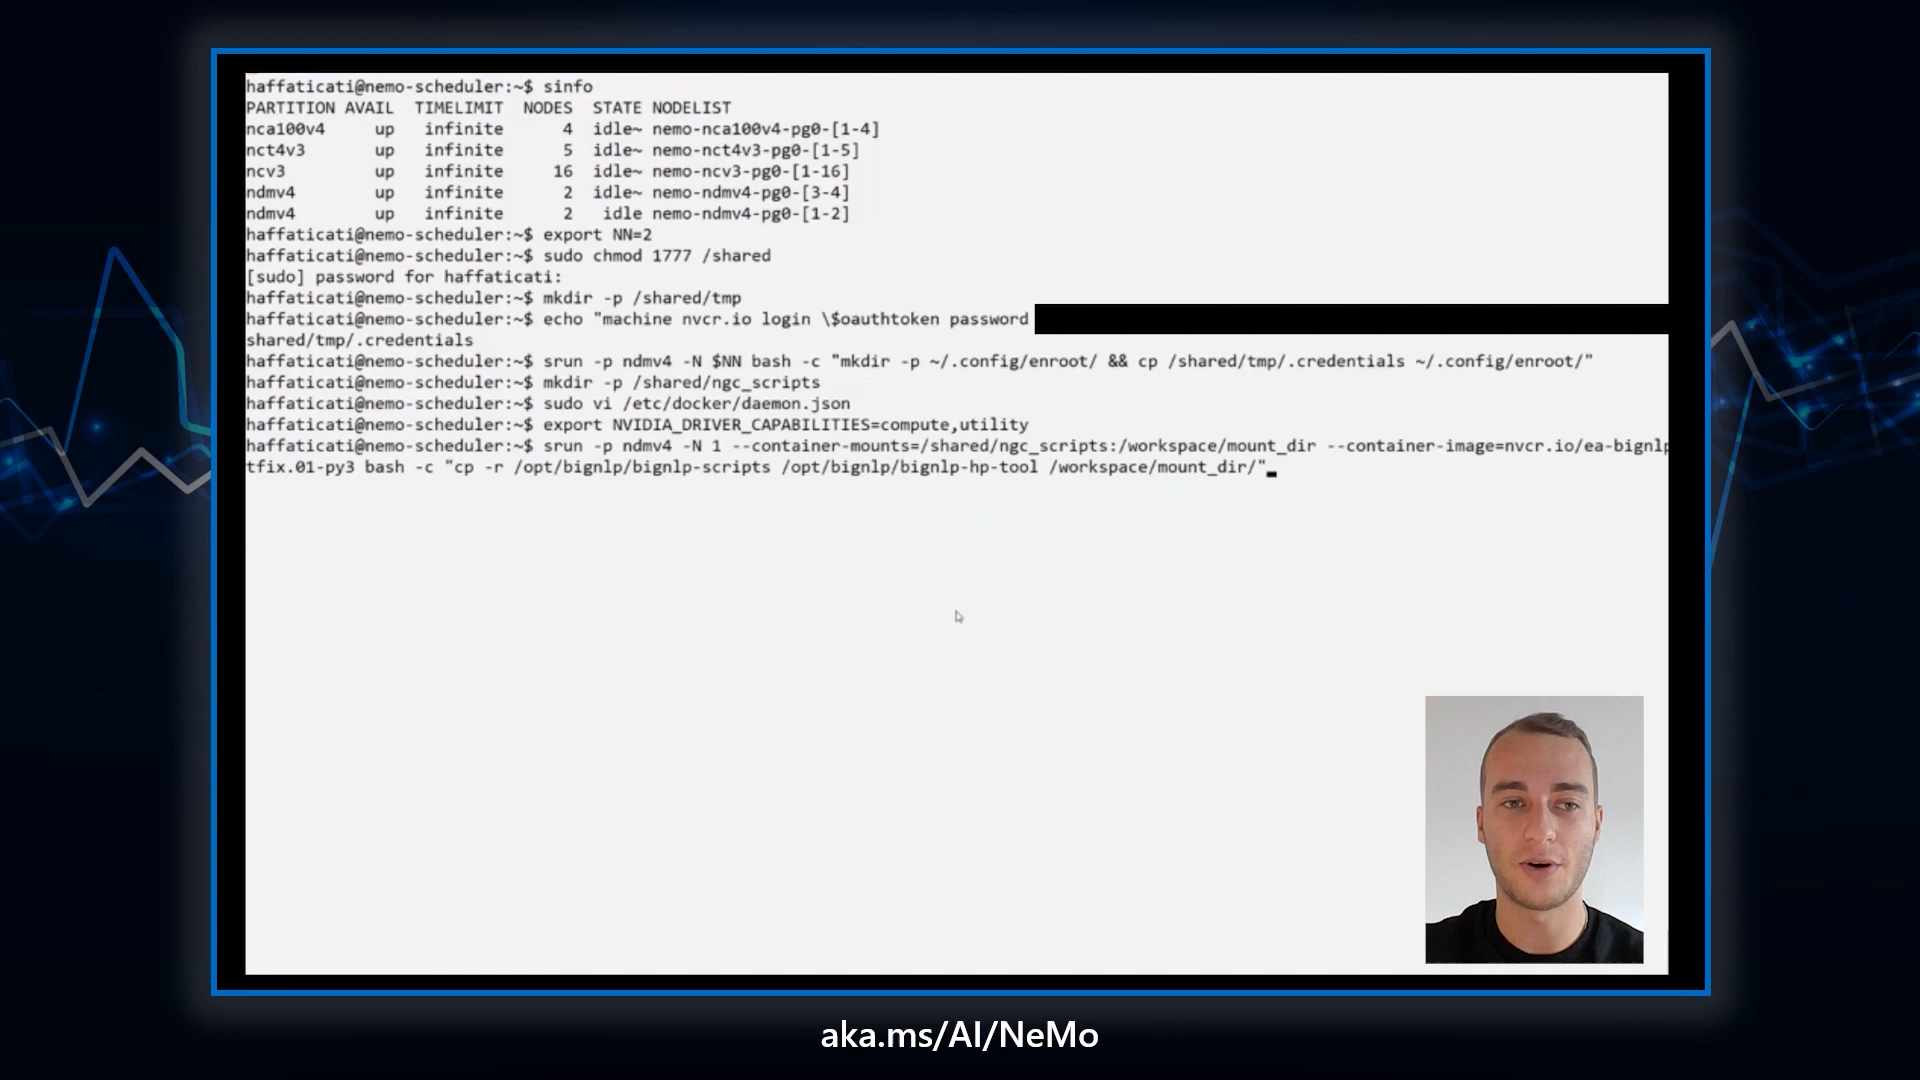 haffaticati@nemo-scheduler:~$ sinfo
PARTITION AVAIL  TIMELIMIT  NODES  STATE NODELIST
nca100v4     up   infinite      4  idle~ nemo-nca100v4-pg0-[1-4]
nct4v3       up   infinite      5  idle~ nemo-nct4v3-pg0-[1-5]
ncv3         up   infinite     16  idle~ nemo-ncv3-pg0-[1-16]
ndmv4        up   infinite      2  idle~ nemo-ndmv4-pg0-[3-4]
ndmv4        up   infinite      2   idle nemo-ndmv4-pg0-[1-2]
haffaticati@nemo-scheduler:~$ export NN=2
haffaticati@nemo-scheduler:~$ sudo chmod 1777 /shared
[sudo] password for haffaticati:
haffaticati@nemo-scheduler:~$ mkdir -p /shared/tmp
haffaticati@nemo-scheduler:~$ echo "machine nvcr.io login \$oauthtoken password
shared/tmp/.credentials
haffaticati@nemo-scheduler:~$ srun -p ndmv4 -N $NN bash -c "mkdir -p ~/.config/enroot/ && cp /shared/tmp/.credentials ~/.config/enroot/"
haffaticati@nemo-scheduler:~$ mkdir -p /shared/ngc_scripts
haffaticati@nemo-scheduler:~$ sudo vi /etc/docker/daemon.json
haffaticati@nemo-scheduler:~$ export NVIDIA_DRIVER_CAPABILITIES=compute,utility
haffaticati@nemo-scheduler:~$ srun -p ndmv4 -N 1 --container-mounts=/shared/ngc_scripts:/workspace/mount_dir --container-image=nvcr.io/ea-bignlp
tfix.01-py3 bash -c "cp -r /opt/bignlp/bignlp-scripts /opt/bignlp/bignlp-hp-tool /workspace/mount_dir/"
aka.ms/AI/NeMo